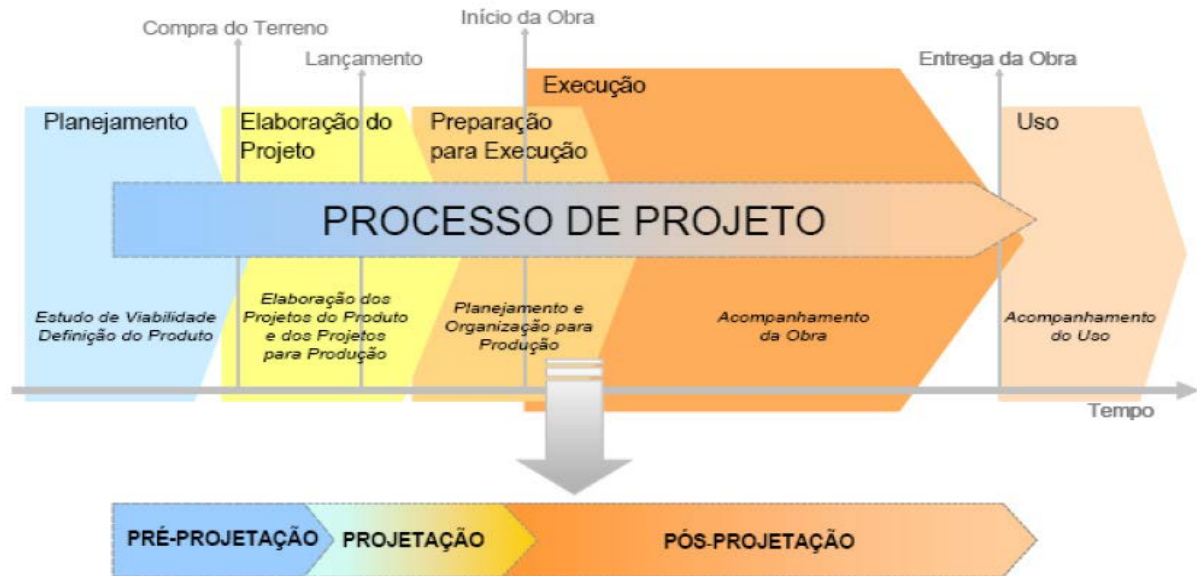 Compra do Terreno
Lançamento
Início da Obra
Entrega da Obra
Planejamento
Elaboração do
Projeto
Preparação
para Execução
Execução
Uso
PROCESSO DE PROJETO
Estudo de Viabilidade
Definição do Produto
Elaboração dos
Projetos do Produto
e dos Projetos
para Produção
Planejamento e
Organização para
Produção
Acompanhamento
da Obra
Acompanhamento
do Uso
Tempo
PRÉ-PROJETAÇÃO
PROJETAÇÃO
PÓS-PROJETAÇÃO